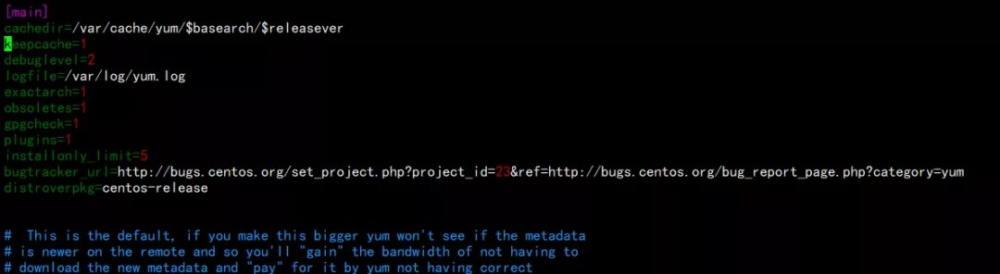 [main]
cachedir=/var/cache/yum/$basearch/$releasever
keepcache=1
debuglevel=2
logfile=/var/log/yum.log
exactarch=1
obsoletes=1
gpgcheck=1
plugins=1
installonly_limit=5
bugtracker_url=http://bugs.centos.org/set_project.php?project_id=23&ref=http://bugs.centos.org/bug_report_page.php?category=yum
distroverpkg=centos-release
#  This is the default, if you make this bigger yum won't see if the metadata
# is newer on the remote and so you'll "gain" the bandwidth of not having to
# download the new metadata and "pay" for it by yum not having correct